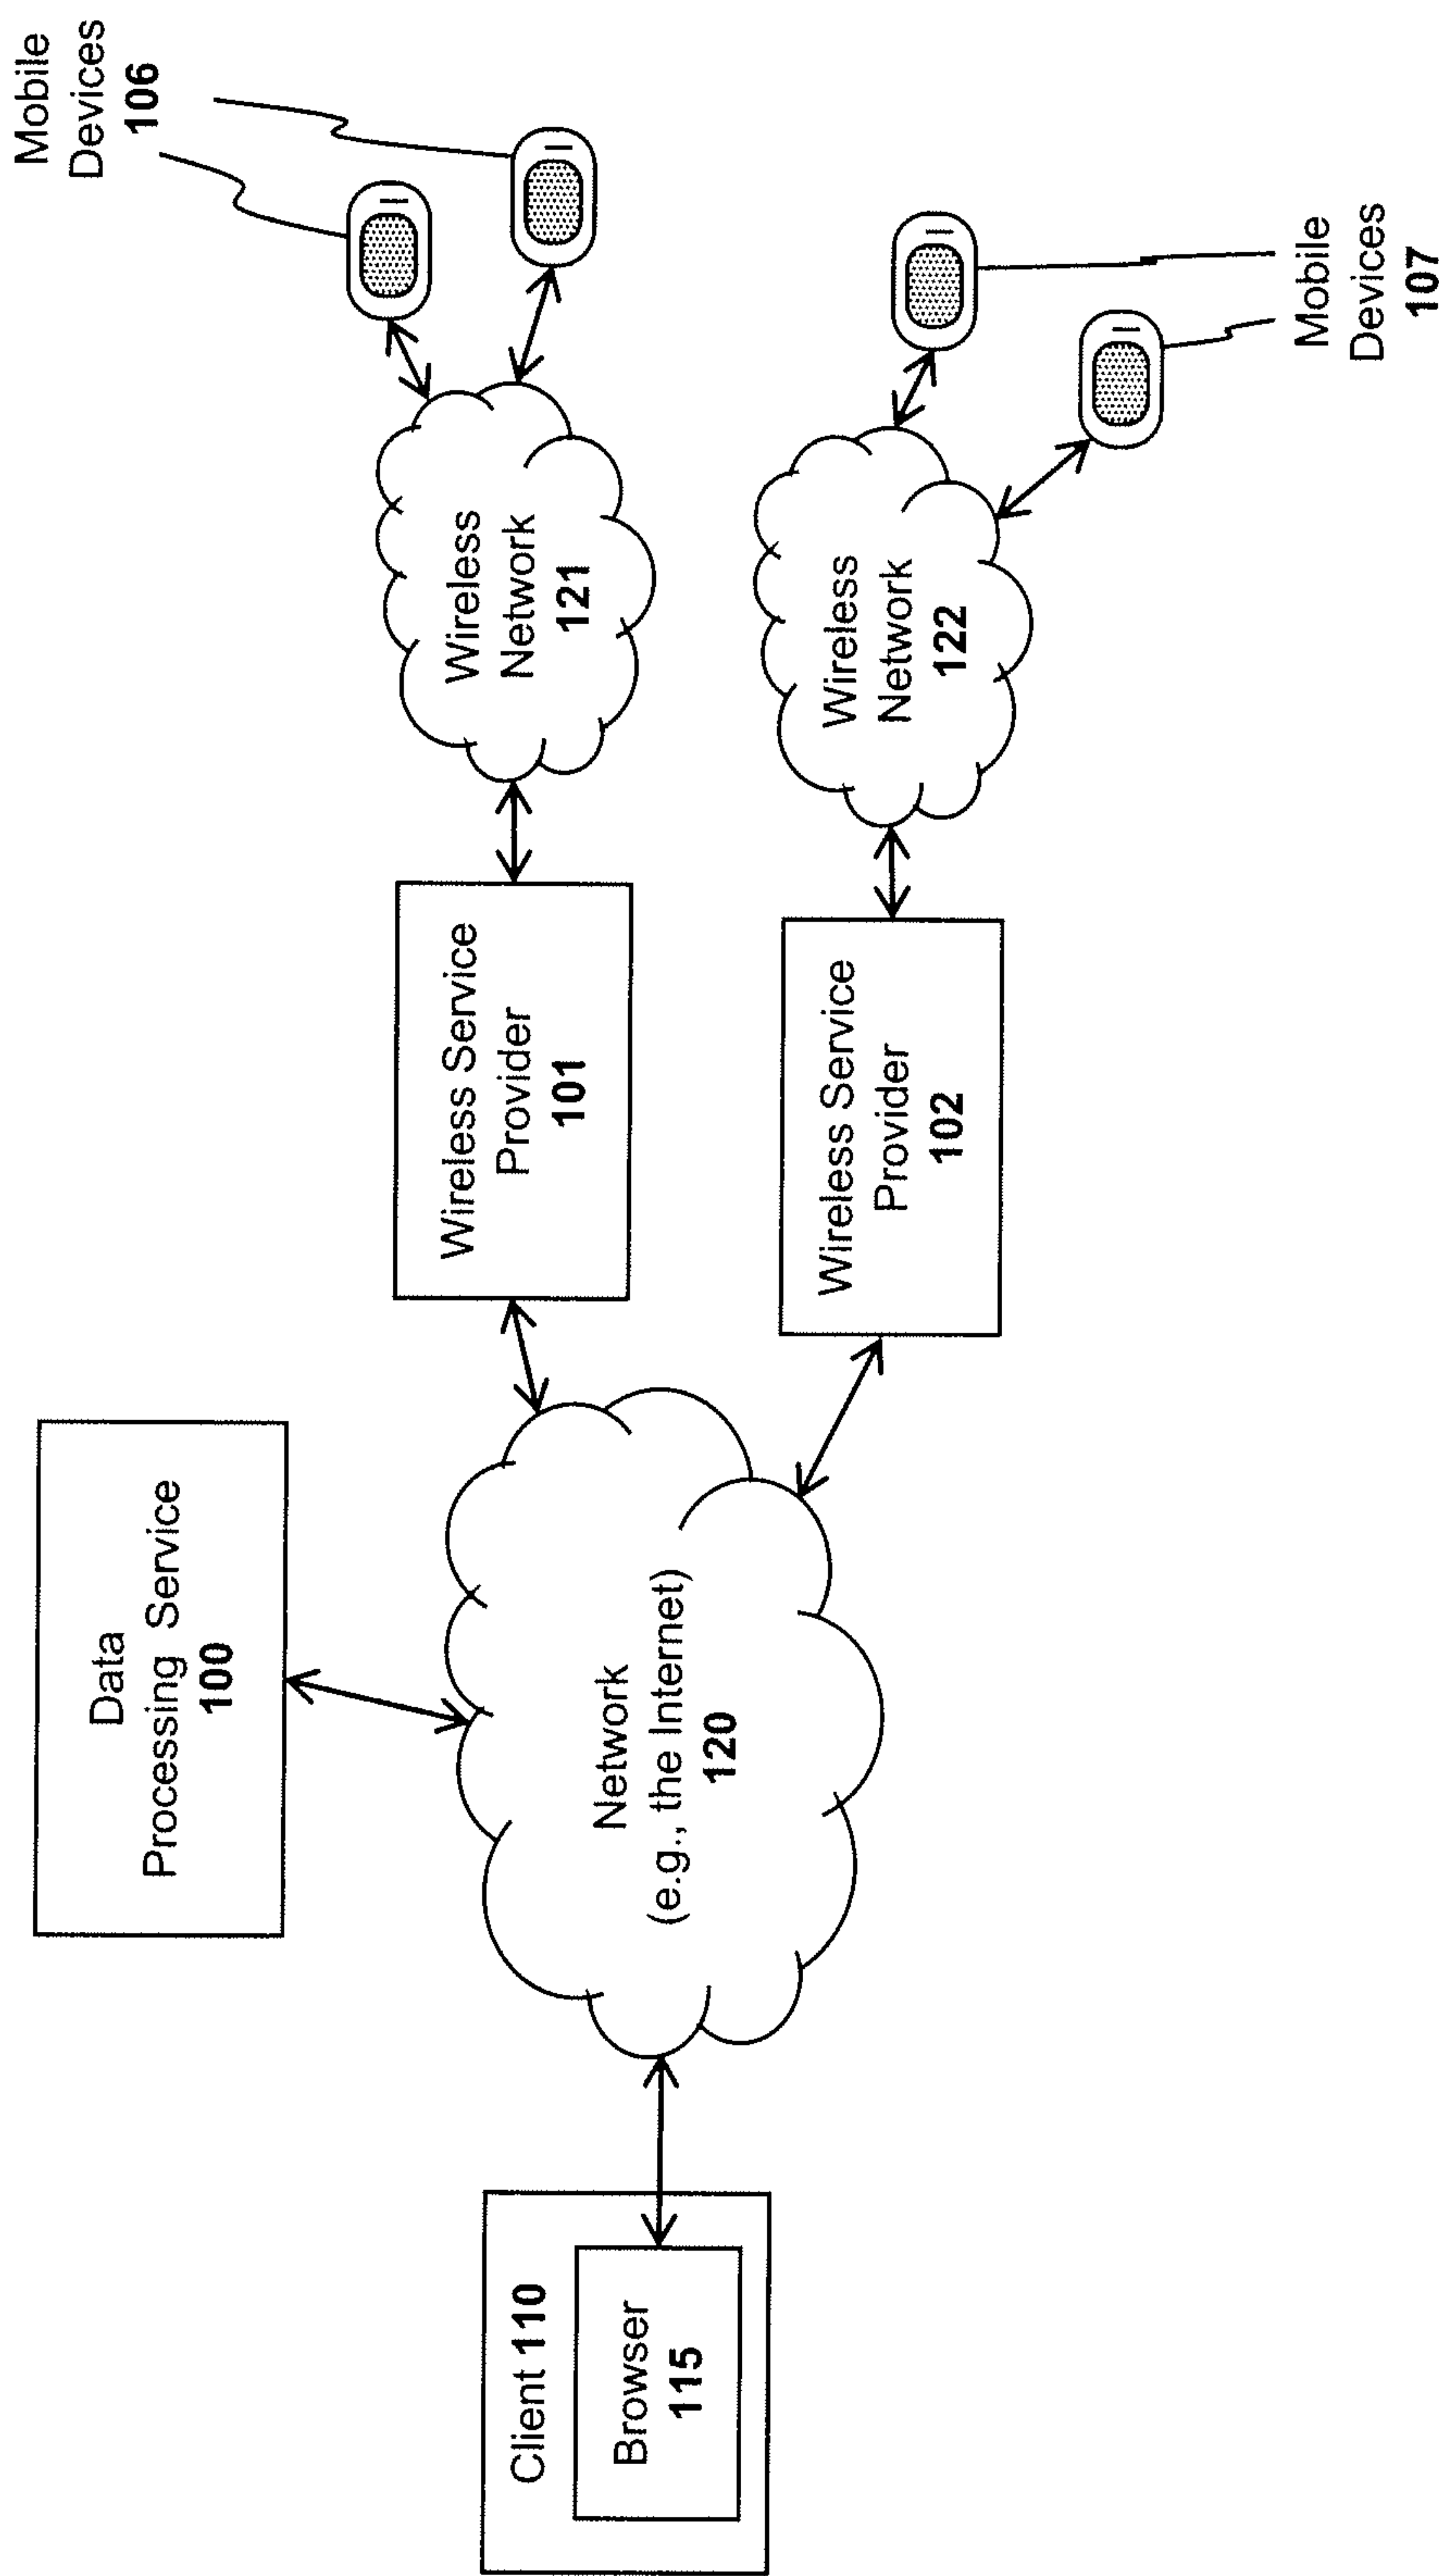 Data
Processing Service
100
Mobile
Devices
106
Wireless Service
Provider
101
Wireless
Network
121
Client 110
Browser
115
Network
(e.g., the Internet)
120
Wireless Service
Provider
102
Wireless
Network
122
Mobile
Devices
107